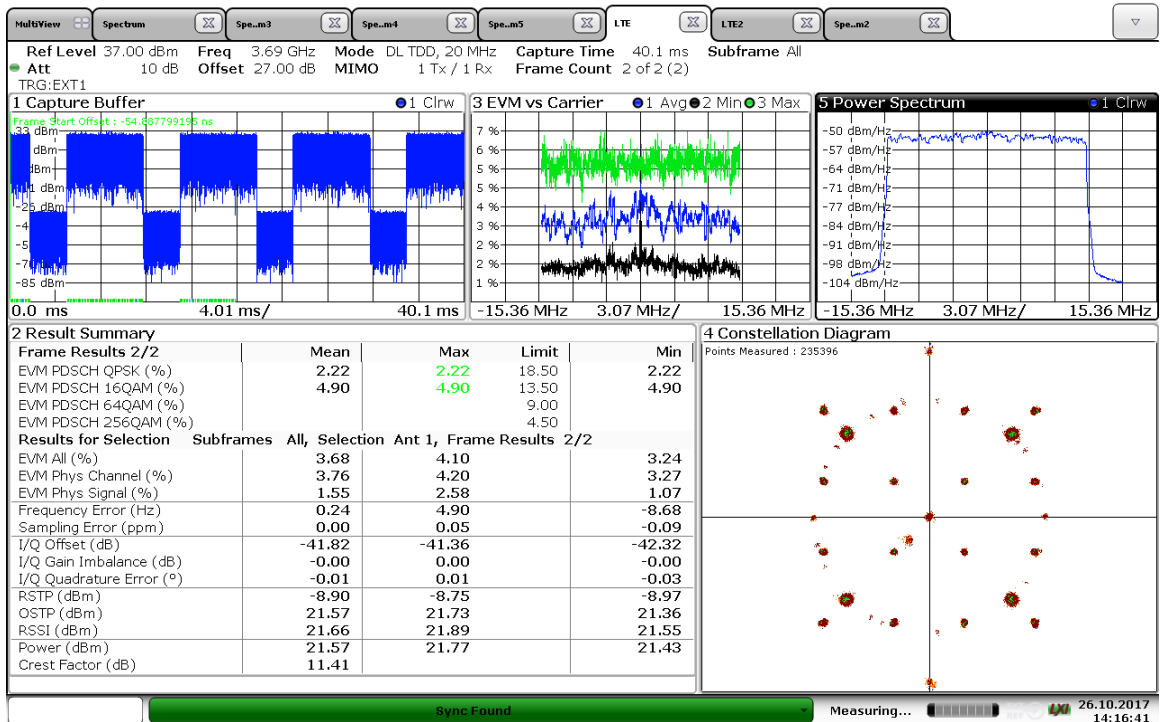 MultiView Spectrum Spe..m3 Spe..m4 Spe..m5 LTE LTE2 Spe..m2
Ref Level 37.00 dBm Freq 3.69 GHz Mode DL TDD, 20 MHz Capture Time 40.1 ms Subframe All
Att 10 dB Offset 27.00 dB MIMO 1 Tx / 1 Rx Frame Count 2 of 2 (2)
TRG:EXT1
1 Capture Buffer 1 Clrw
Frame Start Offset : -54.887799195 ns
33 dBm
dBm
dBm
dBm
-25 dBm
-85 dBm
0.0 ms 4.01 ms/ 40.1 ms
3 EVM vs Carrier 1 Avg 2 Min 3 Max
7 %
6 %
5 %
5 %
4 %
3 %
2 %
2 %
1 %
-15.36 MHz 3.07 MHz/ 15.36 MHz
5 Power Spectrum 1 Clrw
-50 dBm/Hz
-57 dBm/Hz
-64 dBm/Hz
-71 dBm/Hz
-77 dBm/Hz
-84 dBm/Hz
-91 dBm/Hz
-98 dBm/Hz
-104 dBm/Hz
-15.36 MHz 3.07 MHz/ 15.36 MHz
2 Result Summary
Frame Results 2/2 Mean Max Limit Min
EVM PDSCH QPSK (%) 2.22 2.22 18.50 2.22
EVM PDSCH 16QAM (%) 4.90 4.90 13.50 4.90
EVM PDSCH 64QAM (%) 9.00
EVM PDSCH 256QAM (%) 4.50
Results for Selection Subframes All, Selection Ant 1, Frame Results 2/2
EVM All (%) 3.68 4.10 3.24
EVM Phys Channel (%) 3.76 4.20 3.27
EVM Phys Signal (%) 1.55 2.58 1.07
Frequency Error (Hz) 0.24 4.90 -8.68
Sampling Error (ppm) 0.00 0.05 -0.09
I/Q Offset (dB) -41.82 -41.36 -42.32
I/Q Gain Imbalance (dB) -0.00 0.00 -0.00
I/Q Quadrature Error (°) -0.01 0.01 -0.03
RSTP (dBm) -8.90 -8.75 -8.97
OSTP (dBm) 21.57 21.73 21.36
RSSI (dBm) 21.66 21.89 21.55
Power (dBm) 21.57 21.77 21.43
Crest Factor (dB) 11.41
4 Constellation Diagram
Points Measured : 235396
Sync Found
Measuring...
REF
LXI
26.10.2017
14:16:41